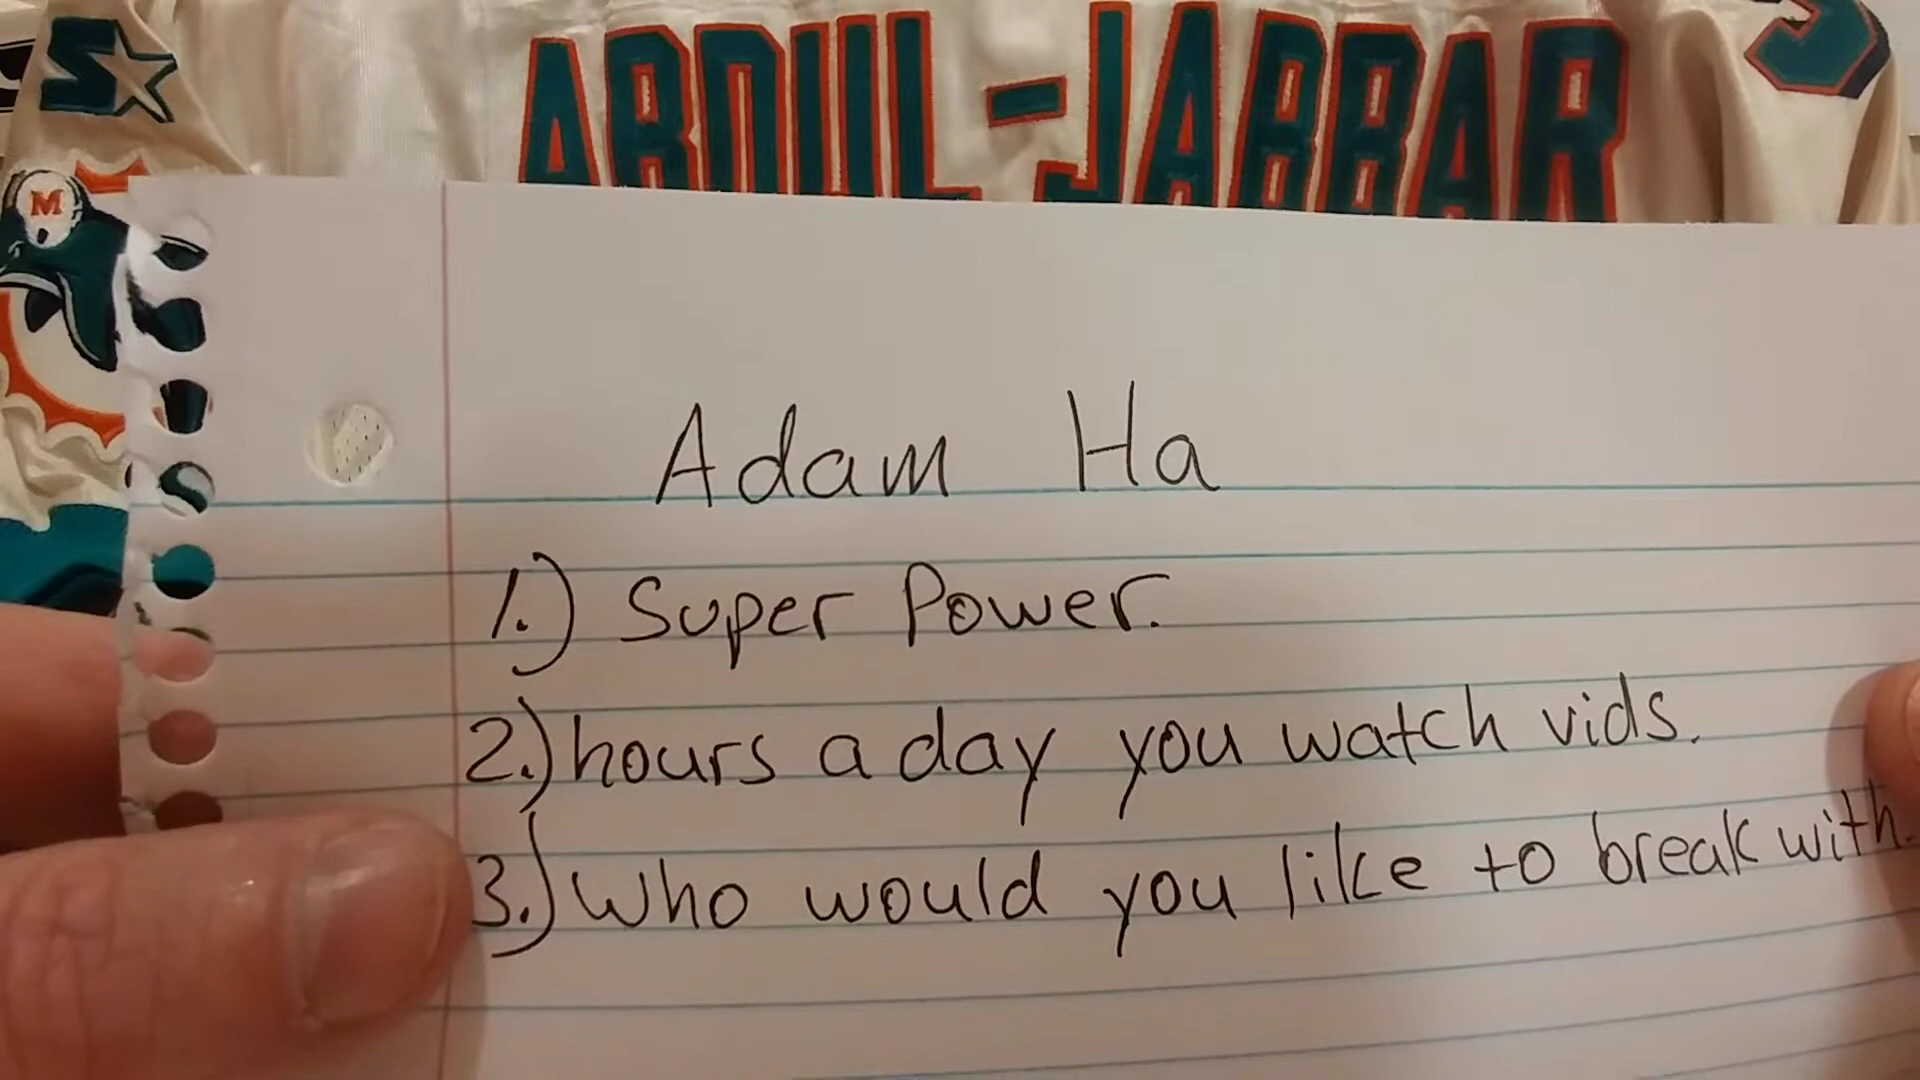 ABDUL-JABBAR
M
Adam Ha
1.) Super Power.
2.) hours a day you watch vids.
3.) Who would you like to break with.